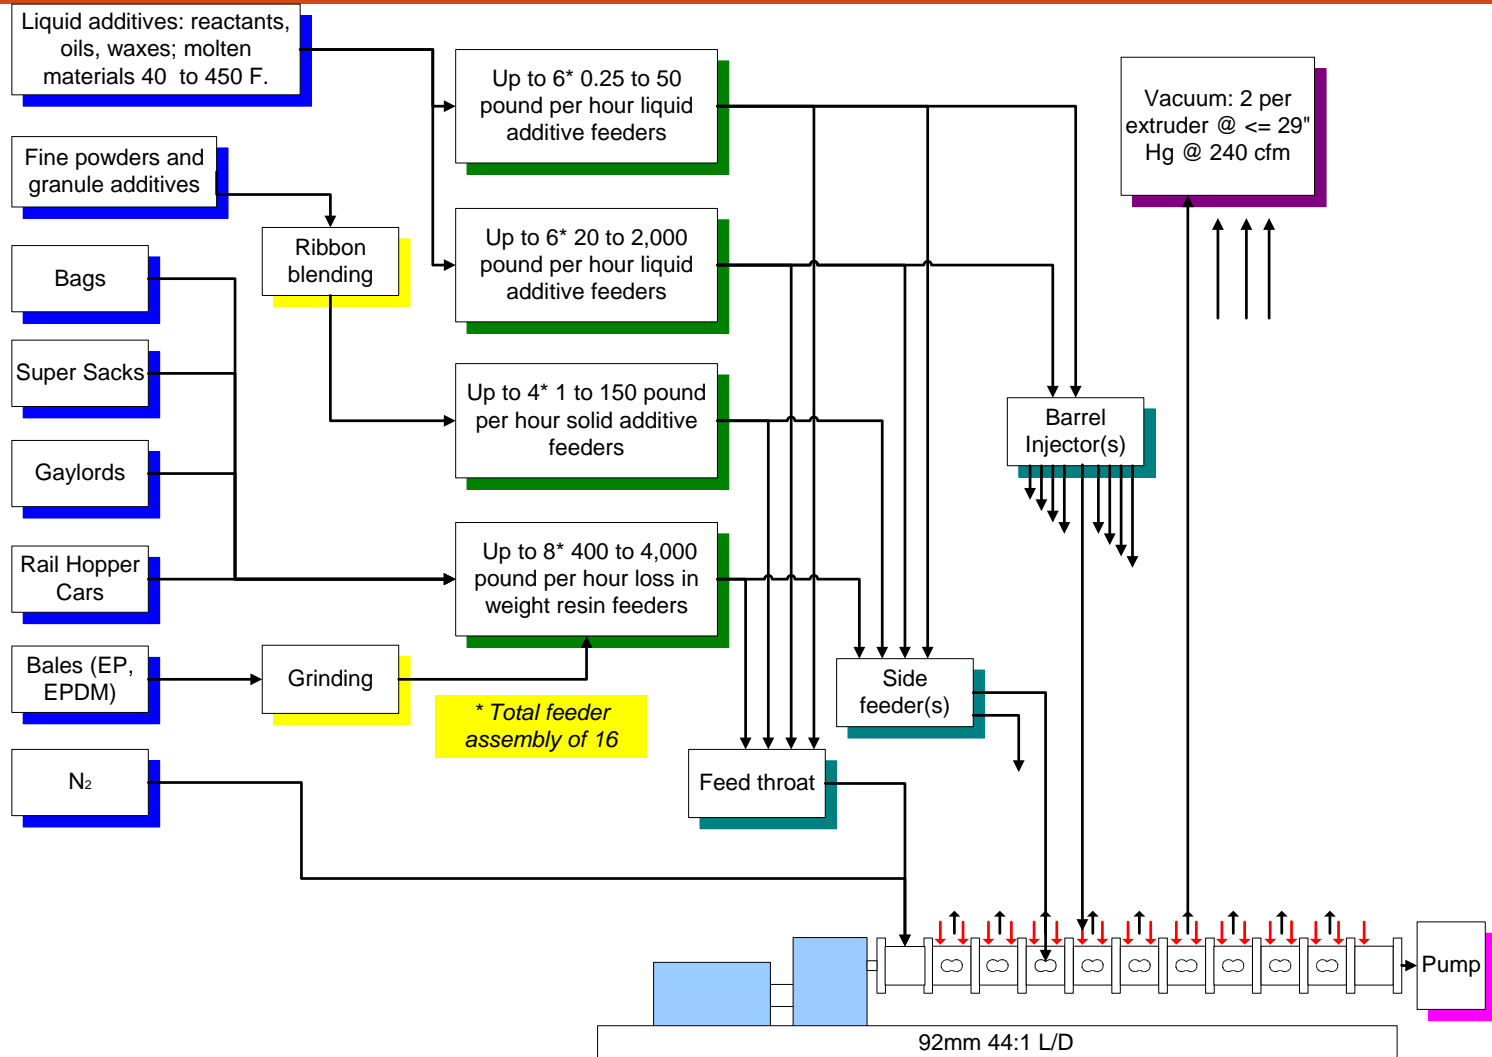 Liquid additives: reactants,
oils, waxes; molten
materials 40 to 450 F.
Fine powders and
granule additives
Bags
Super Sacks
Gaylords
Rail Hopper
Cars
Bales (EP,
EPDM)
N₂
Ribbon
blending
Grinding
Up to 6* 0.25 to 50
pound per hour liquid
additive feeders
Up to 6* 20 to 2,000
pound per hour liquid
additive feeders
Up to 4* 1 to 150 pound
per hour solid additive
feeders
Up to 8* 400 to 4,000
pound per hour loss in
weight resin feeders
* Total feeder
assembly of 16
Feed throat
Side
feeder(s)
Barrel
Injector(s)
Vacuum: 2 per
extruder @ <= 29"
Hg @ 240 cfm
Pump
92mm 44:1 L/D